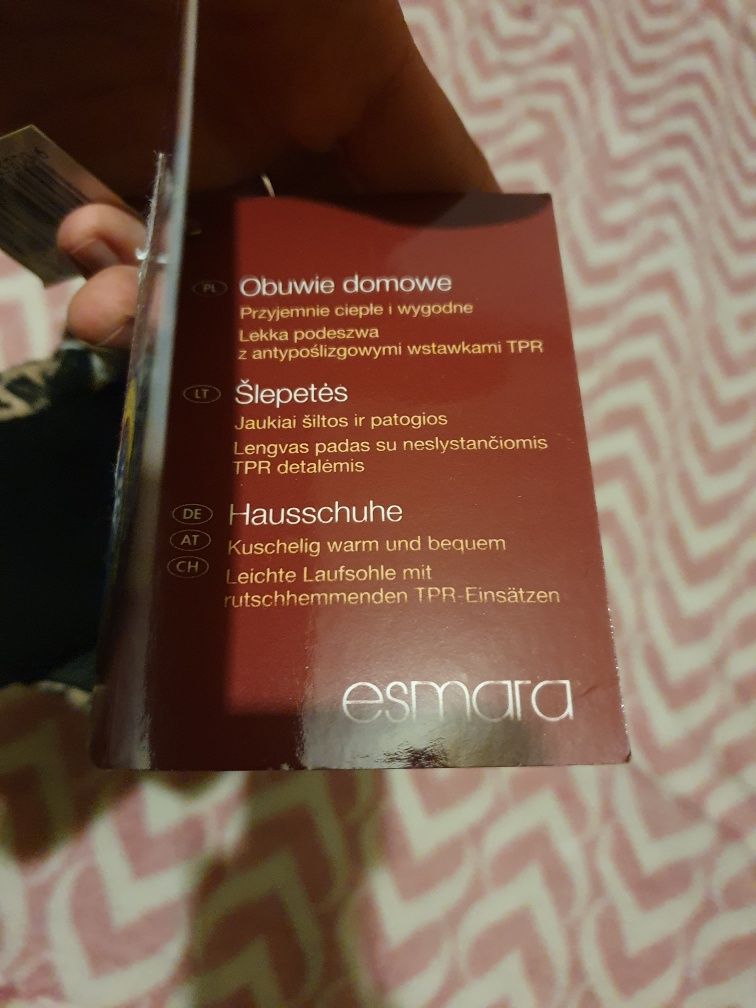 PL Obuwie domowe
Przyjemnie ciepłe i wygodne
Lekka podeszwa
z antypoślizgowymi wstawkami TPR
LT Šlepetės
Jaukiai šiltos ir patogios
Lengvas padas su neslystančiomis
TPR detalėmis
DE Hausschuhe
AT Kuschelig warm und bequem
CH Leichte Laufsohle mit
rutschhemmenden TPR-Einsätzen
esmara